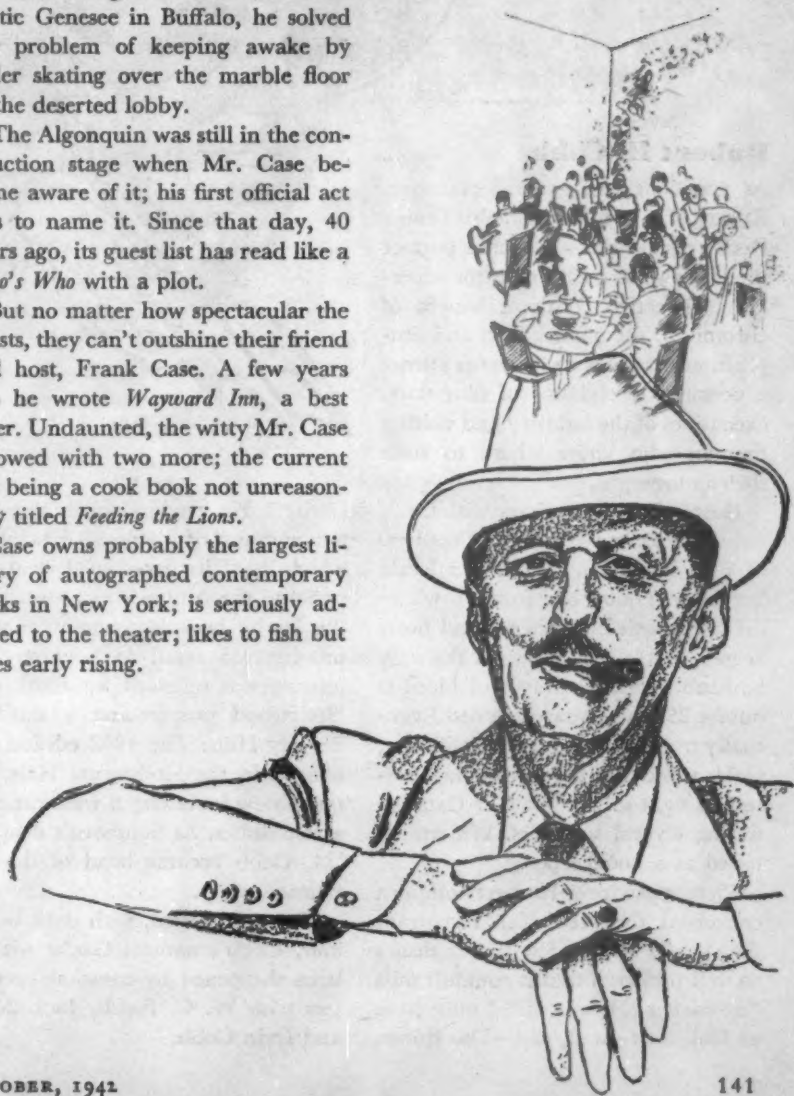 tic Genesee in Buffalo, he solved
problem of keeping awake by
er skating over the marble floor
the deserted lobby.
The Algonquin was still in the con-
uction stage when Mr. Case be-
me aware of it; his first official act
s to name it. Since that day, 40
rs ago, its guest list has read like a
o's Who with a plot.
But no matter how spectacular the
sts, they can't outshine their friend
host, Frank Case. A few years
he wrote Wayward Inn, a best
er. Undaunted, the witty Mr. Case
owed with two more; the current
being a cook book not unreason-
y titled Feeding the Lions.
Case owns probably the largest li-
ry of autographed contemporary
ks in New York; is seriously ad-
ed to the theater; likes to fish but
es early rising.
OBER, 1942
141